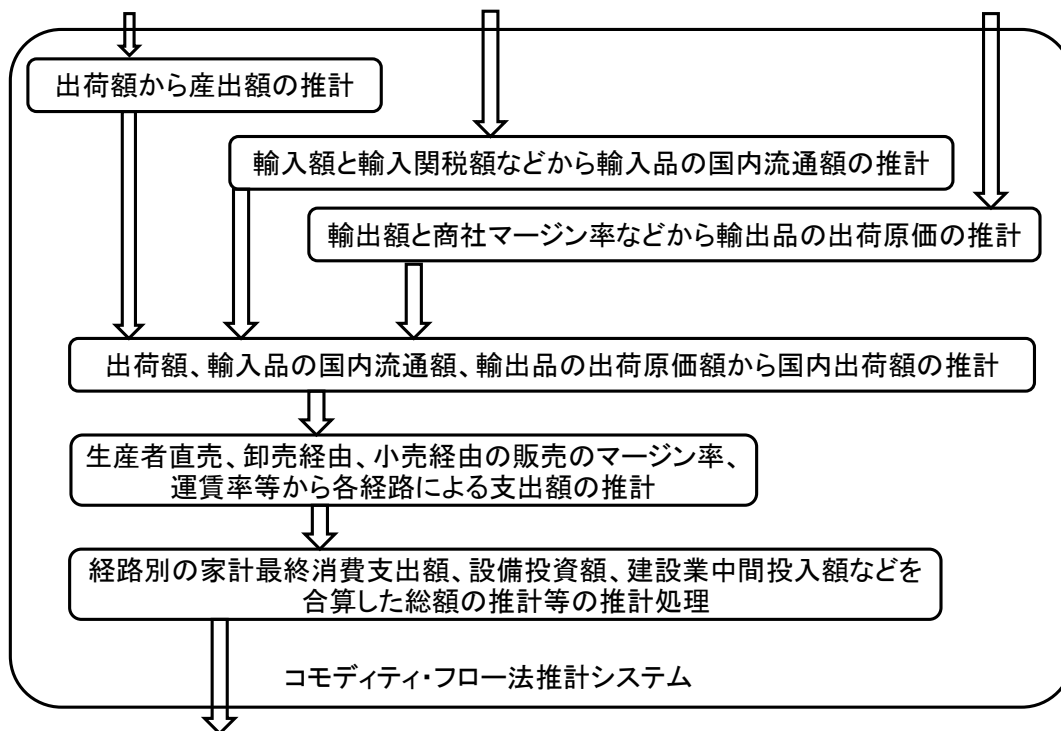 出荷額から産出額の推計
輸入額と輸入関税額などから輸入品の国内流通額の推計
輸出額と商社マージン率などから輸出品の出荷原価の推計
出荷額、輸入品の国内流通額、輸出品の出荷原価額から国内出荷額の推計
生産者直売、卸売経由、小売経由の販売のマージン率、
運賃率等から各経路による支出額の推計
経路別の家計最終消費支出額、設備投資額、建設業中間投入額などを
合算した総額の推計等の推計処理
コモディティ・フロー法推計システム